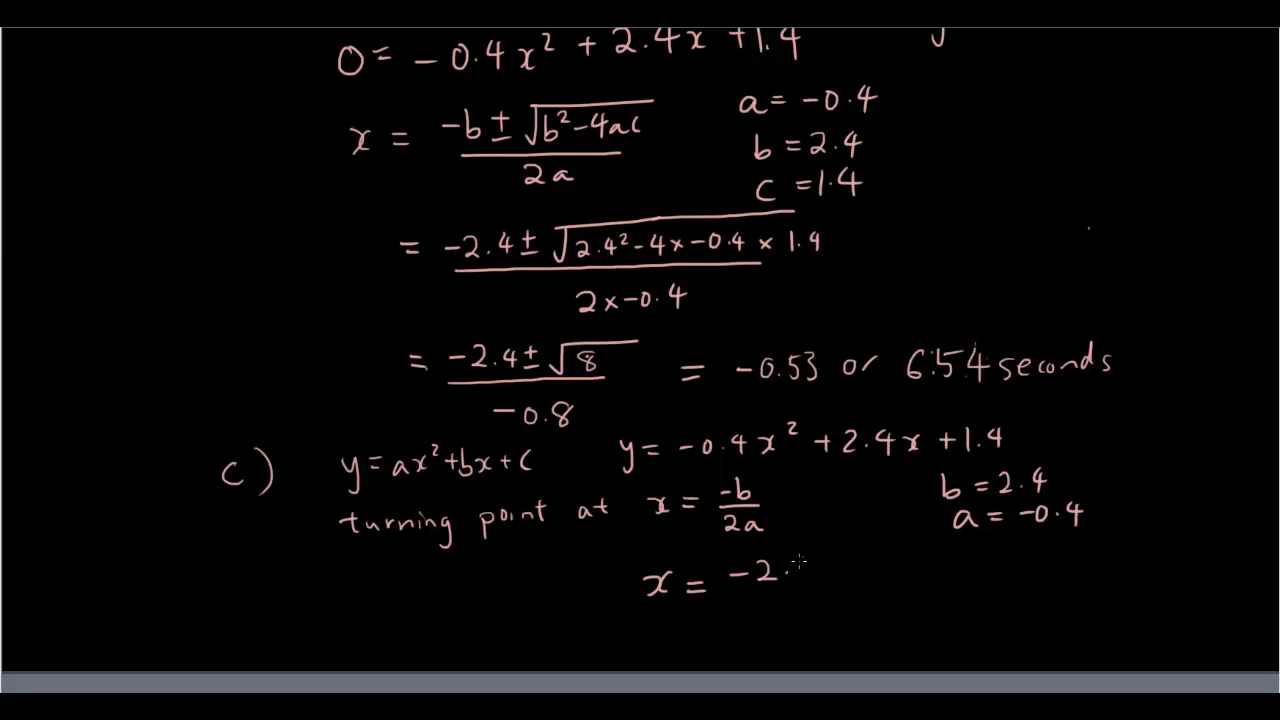 0 = -0.4x² + 2.4x + 1.4
x = (-b ± √(b² - 4ac)) / 2a
a = -0.4
b = 2.4
c = 1.4
= (-2.4 ± √(2.4² - 4x - 0.4 x 1.4)) / (2x - 0.4)
= (-2.4 ± √8) / -0.8 = -0.53 or 6.54 seconds
c) y = ax² + bx + c y = -0.4x² + 2.4x + 1.4
turning point at x = -b / 2a
b = 2.4
a = -0.4
x = -2.